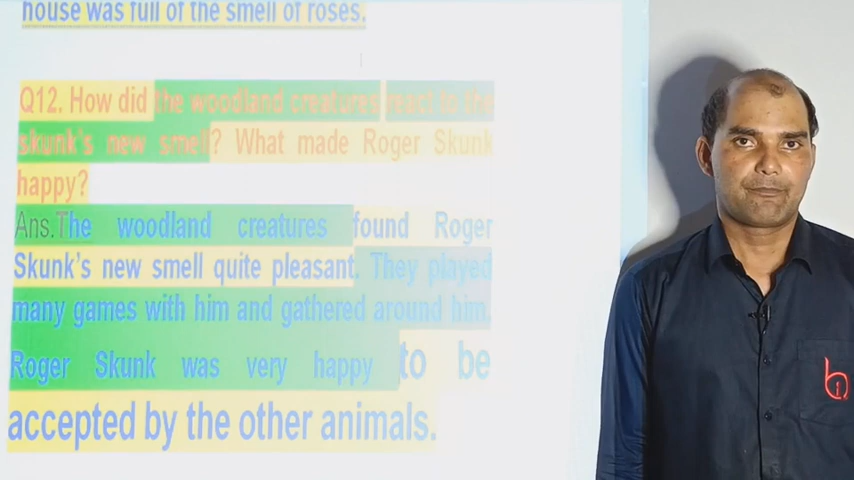 house was full of the smell of roses.
Q12. How did the woodland creatures react to the
skunk's new smell? What made Roger Skunk
happy?
Ans.The woodland creatures found Roger
Skunk's new smell quite pleasant. They played
many games with him and gathered around him.
Roger Skunk was very happy to be
accepted by the other animals.